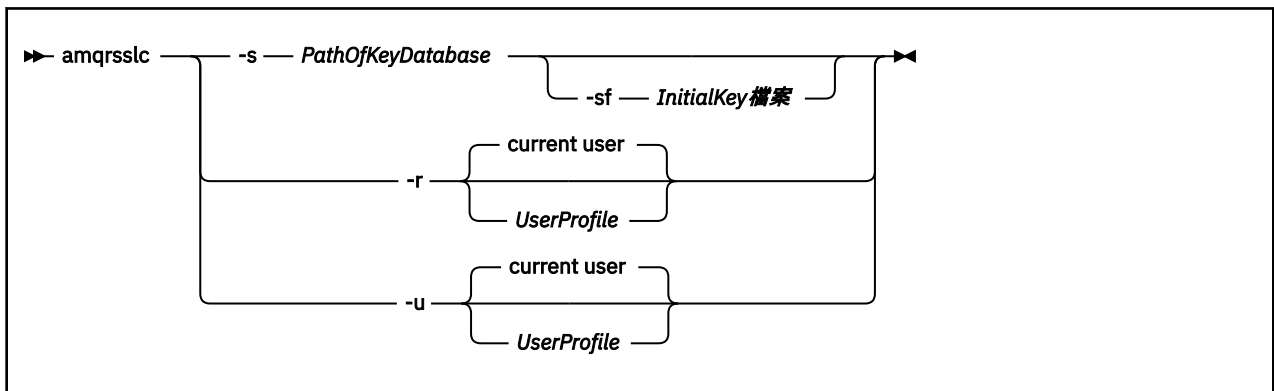 amqrsslc -s PathOfKeyDatabase
-sf InitialKey檔案
current user
-r
UserProfile
current user
-u
UserProfile